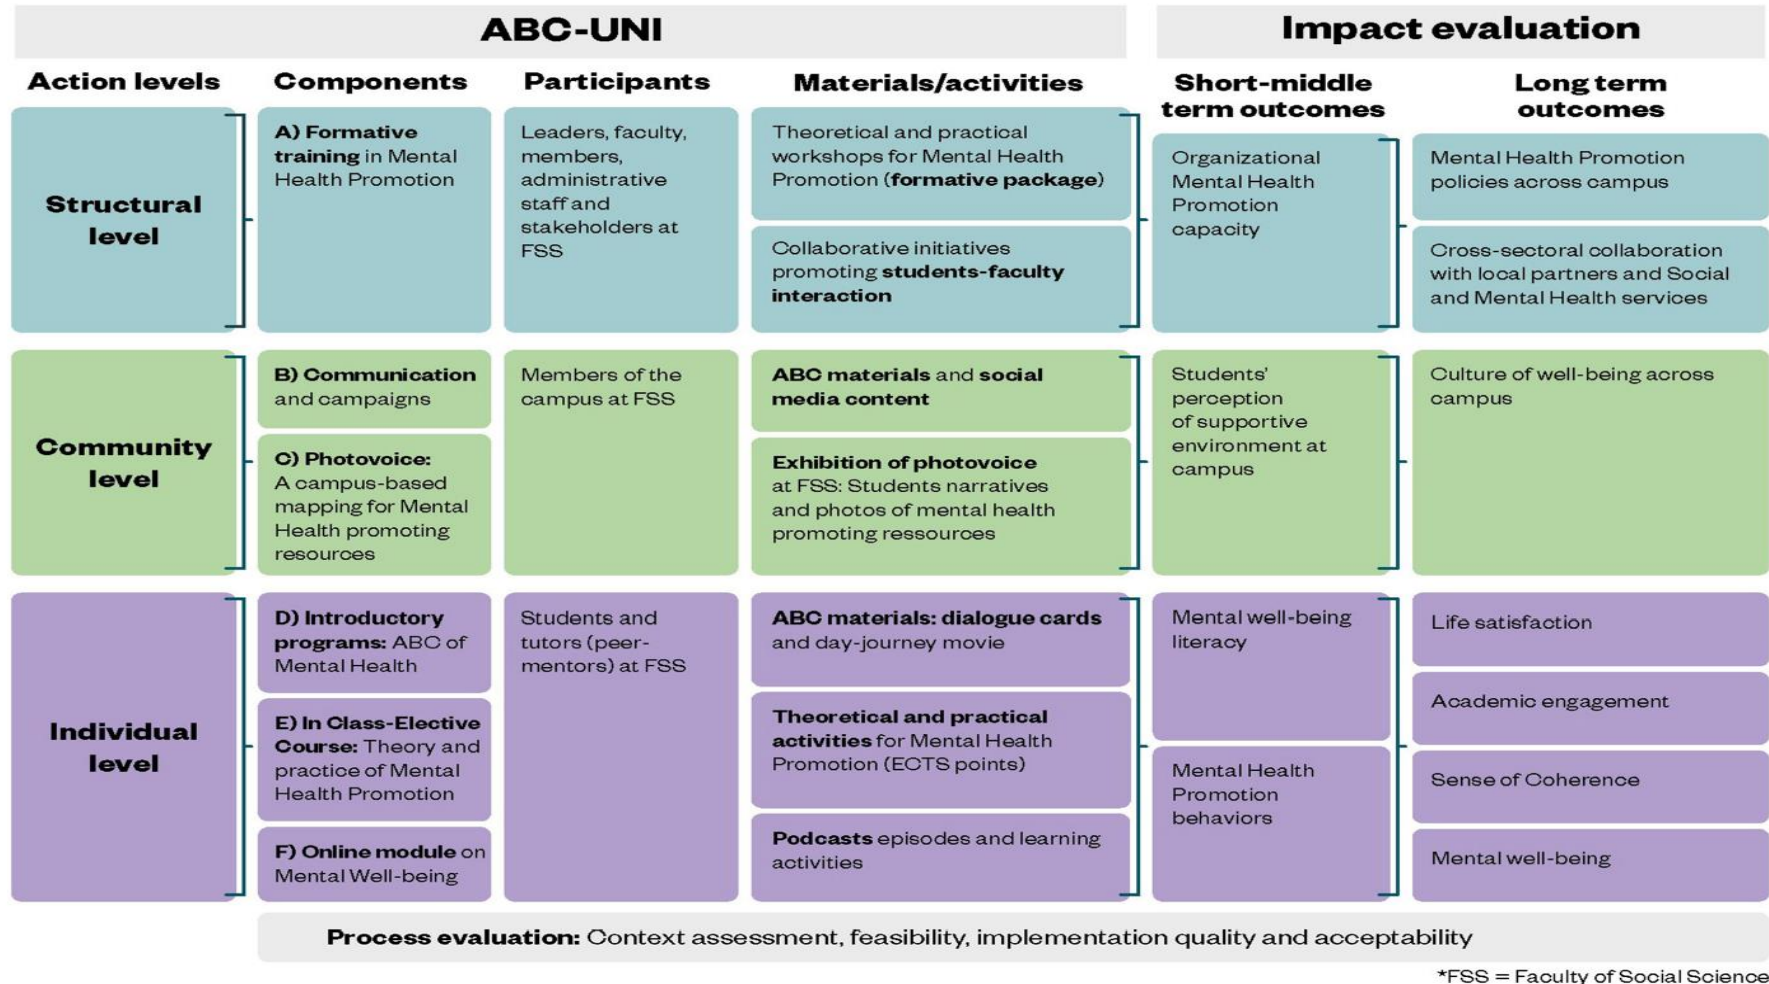 ABC-UNI
Impact evaluation
Action levels
Components
Participants
Materials/activities
Short-middle
term outcomes
Long term
outcomes
Structural
level
A) Formative
training in Mental
Health Promotion
Leaders, faculty,
members,
administrative
staff and
stakeholders at
FSS
Theoretical and practical
workshops for Mental Health
Promotion (formative package)
Collaborative initiatives
promoting students-faculty
interaction
Organizational
Mental Health
Promotion
capacity
Mental Health Promotion
policies across campus
Cross-sectoral collaboration
with local partners and Social
and Mental Health services
Community
level
B) Communication
and campaigns
C) Photovoice:
A campus-based
mapping for Mental
Health promoting
resources
Members of the
campus at FSS
ABC materials and social
media content
Exhibition of photovoice
at FSS: Students narratives
and photos of mental health
promoting ressources
Students'
perception
of supportive
environment at
campus
Culture of well-being across
campus
Individual
level
D) Introductory
programs: ABC of
Mental Health
E) In Class-Elective
Course: Theory and
practice of Mental
Health Promotion
F) Online module on
Mental Well-being
Students and
tutors (peer-
mentors) at FSS
ABC materials: dialogue cards
and day-journey movie
Theoretical and practical
activities for Mental Health
Promotion (ECTS points)
Podcasts episodes and learning
activities
Mental well-being
literacy
Mental Health
Promotion
behaviors
Life satisfaction
Academic engagement
Sense of Coherence
Mental well-being
Process evaluation: Context assessment, feasibility, implementation quality and acceptability
*FSS = Faculty of Social Science